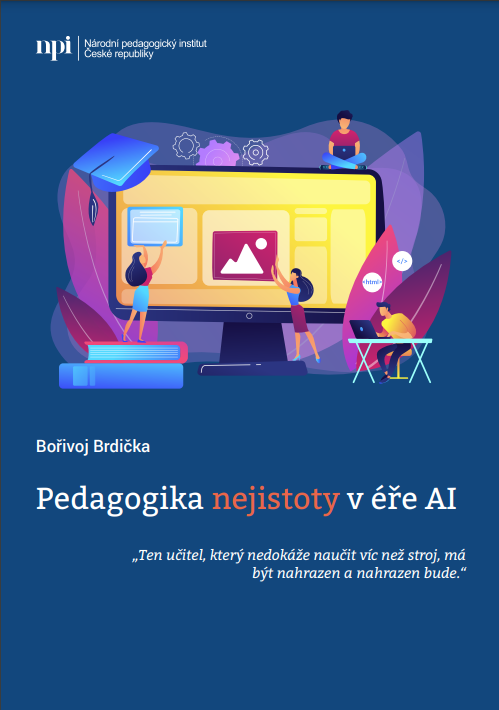 npi
Národní pedagogický institut
České republiky
</>
<html>
Bořivoj Brdička
Pedagogika nejistoty v éře AI
„Ten učitel, který nedokáže naučit víc než stroj, má
být nahrazen a nahrazen bude.“